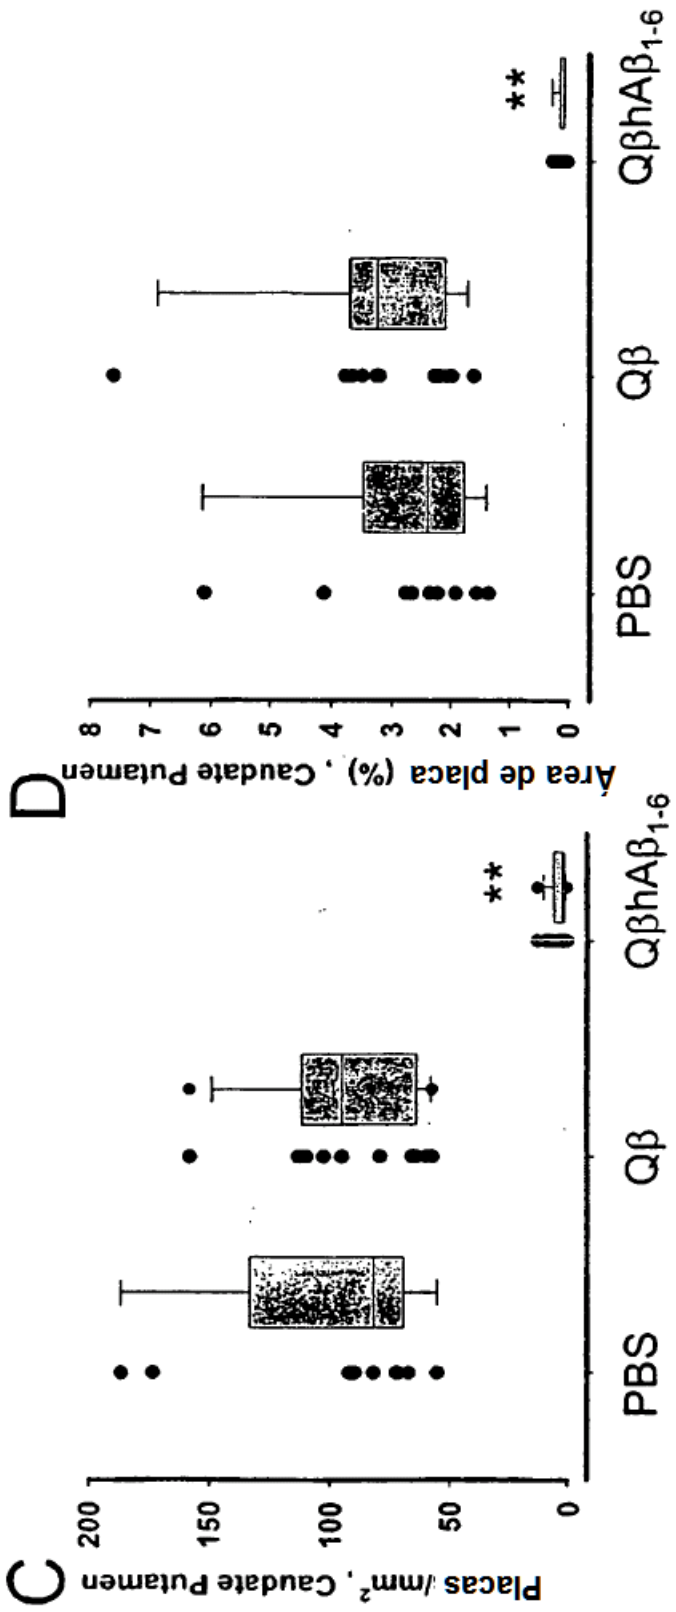 C
Placas/mm², Caudate Putamen
200
150
100
50
0
PBS
Qβ
QβhAβ1-6
**
D
Área de placa (%), Caudate Putamen
8
7
6
5
4
3
2
1
0
PBS
Qβ
QβhAβ1-6
**